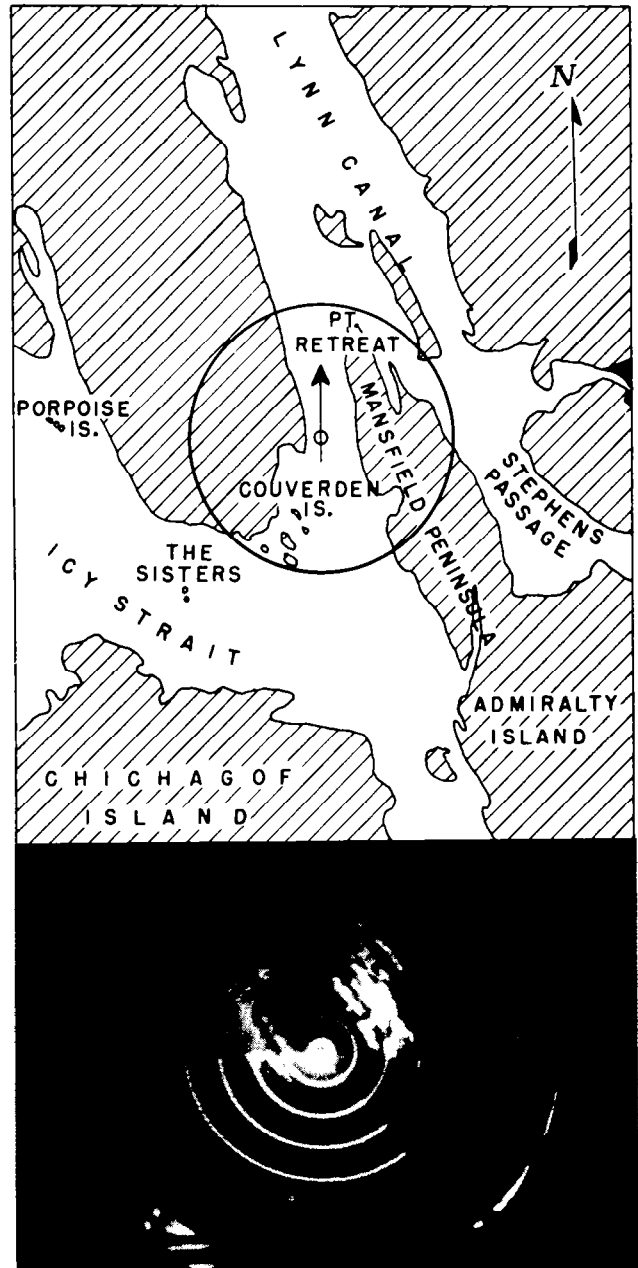 LYNN CANAL
N
PT.
RETREAT
PORPOISE
IS.
MANSFIELD PENINSULA
COUVERDEN
IS.
STEPHENS
PASSAGE
THE
SISTERS
ICY STRAIT
ADMIRALTY
ISLAND
CHICHAGOF
ISLAND